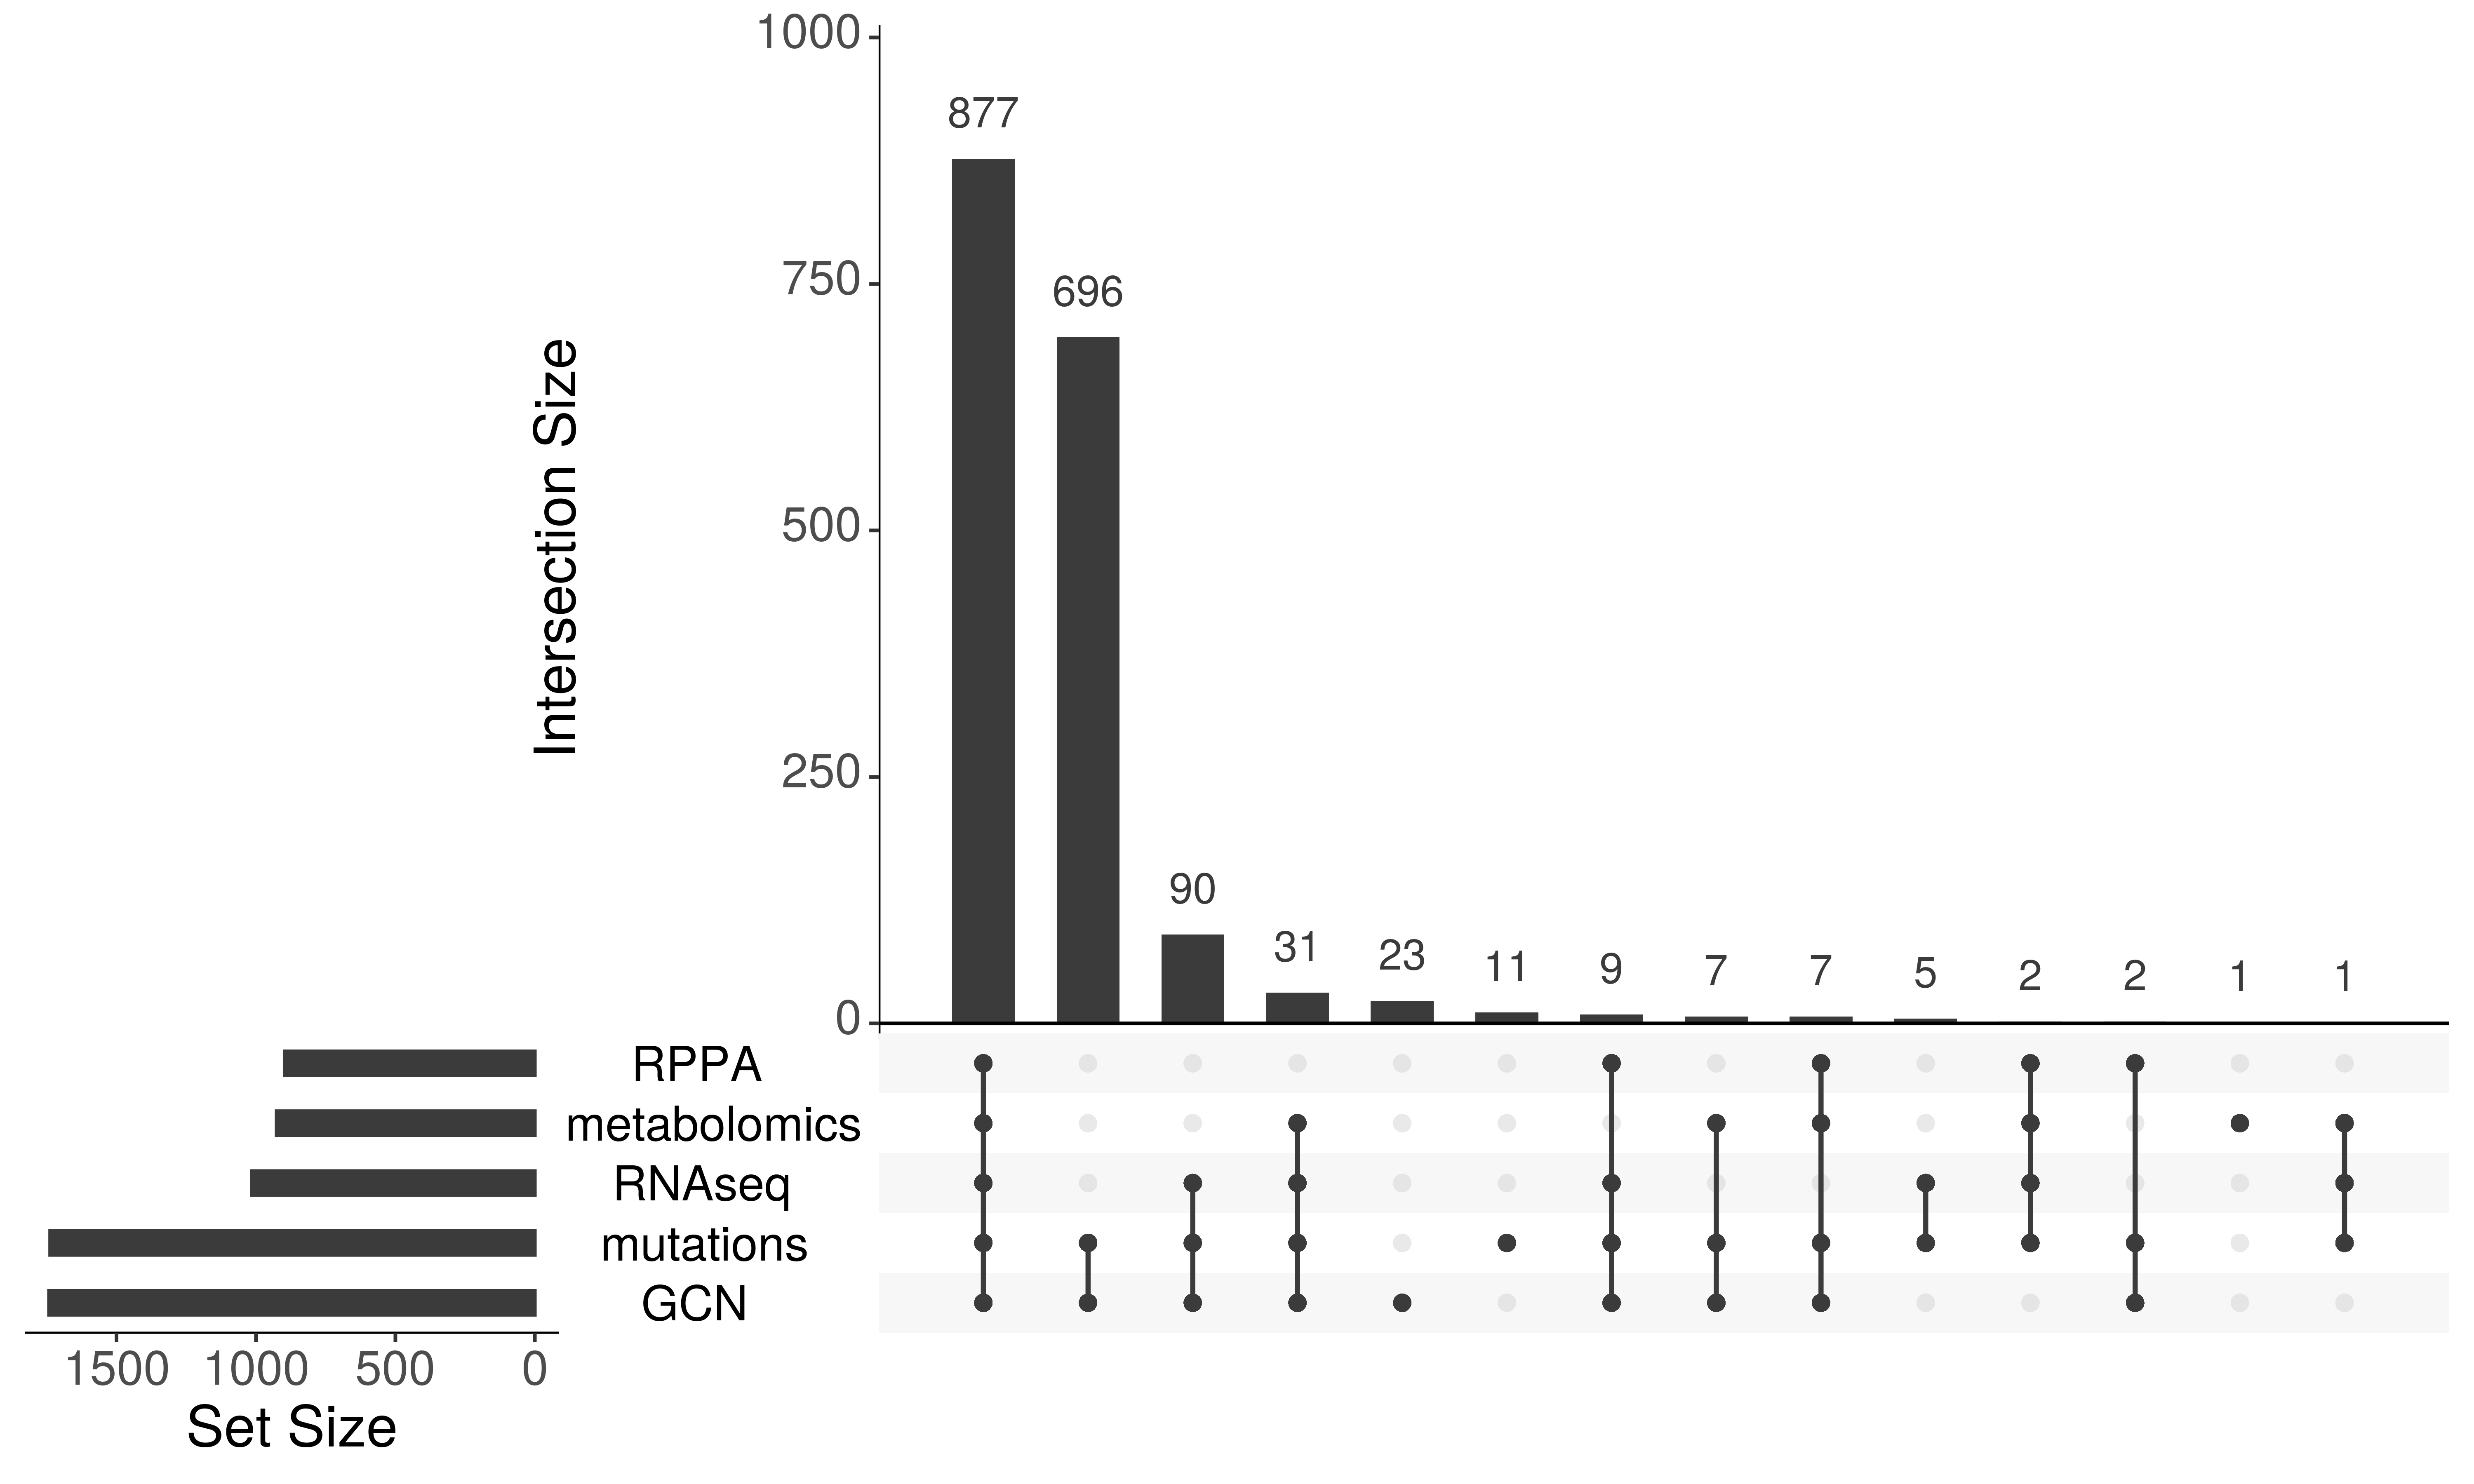 1000
750
500
250
0
Intersection Size
877
696
90
31
23
11
9
7
7
5
2
2
1
1
RPPA
metabolomics
RNAseq
mutations
GCN
1500 1000 500 0
Set Size